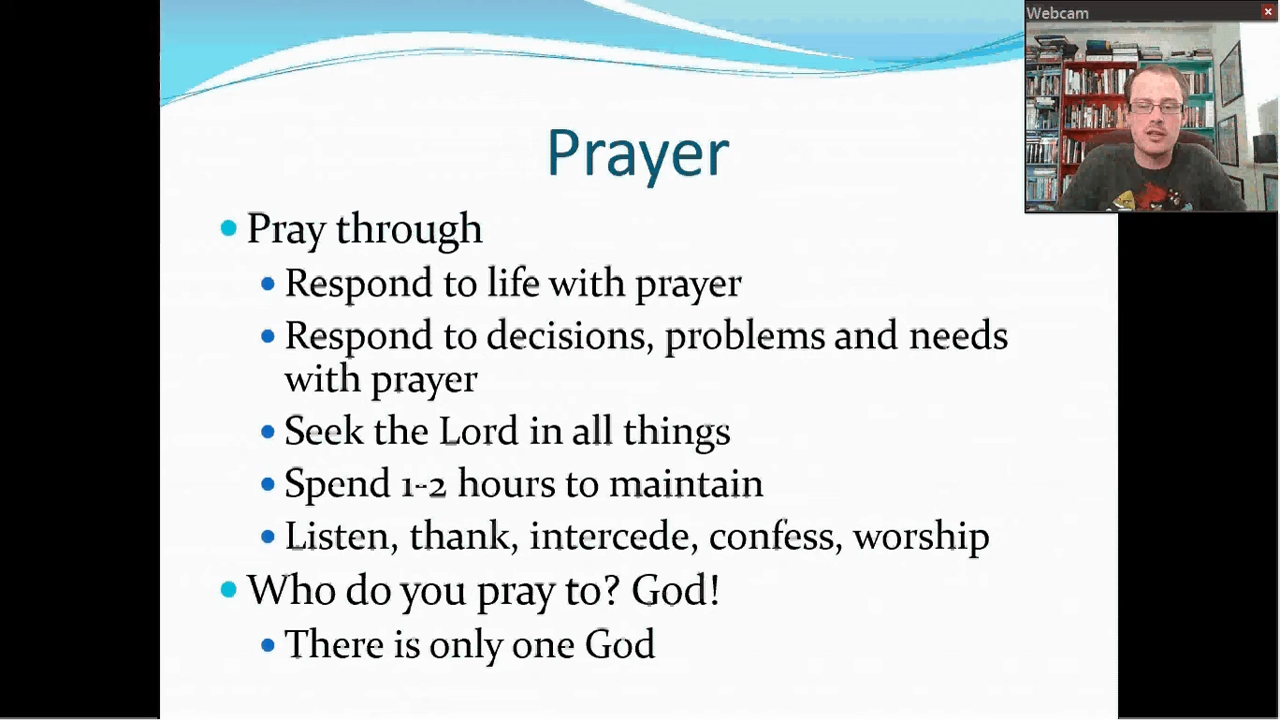 Webcam
Prayer
Pray through
Respond to life with prayer
Respond to decisions, problems and needs
with prayer
Seek the Lord in all things
Spend 1-2 hours to maintain
Listen, thank, intercede, confess, worship
Who do you pray to? God!
There is only one God